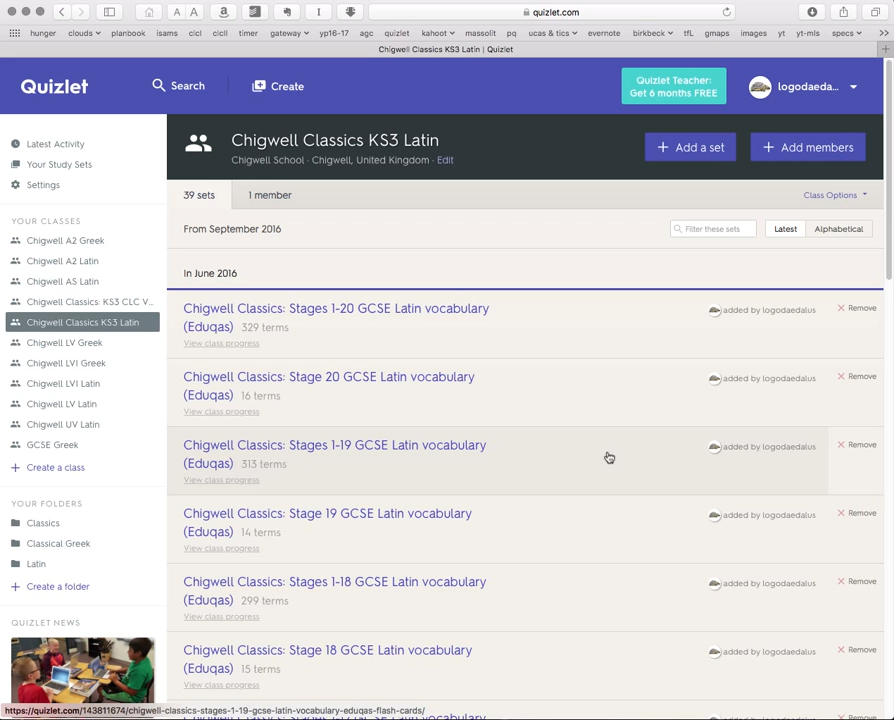 A A
quizlet.com
hunger clouds planbook isams cicl cicll timer gateway yp16-17 agc quizlet kahoot massolit pq ucas & tics evernote birkbeck tfL gmaps images yt yt-mls specs
Chigwell Classics KS3 Latin | Quizlet
Quizlet
Search
Create
Quizlet Teacher:
Get 6 months FREE
logodaeda...
Latest Activity
Your Study Sets
Settings
YOUR CLASSES
Chigwell A2 Greek
Chigwell A2 Latin
Chigwell AS Latin
Chigwell Classics: KS3 CLC V...
Chigwell Classics KS3 Latin
Chigwell LV Greek
Chigwell LVI Greek
Chigwell LVI Latin
Chigwell LV Latin
Chigwell UV Latin
GCSE Greek
+ Create a class
YOUR FOLDERS
Classics
Classical Greek
Latin
+ Create a folder
QUIZLET NEWS
Chigwell Classics KS3 Latin
Chigwell School · Chigwell, United Kingdom · Edit
+ Add a set
+ Add members
39 sets
1 member
Class Options
From September 2016
Filter these sets
Latest
Alphabetical
In June 2016
Chigwell Classics: Stages 1-20 GCSE Latin vocabulary
(Eduqas) 329 terms
View class progress
added by logodaedalus
Remove
Chigwell Classics: Stage 20 GCSE Latin vocabulary
(Eduqas) 16 terms
View class progress
added by logodaedalus
Remove
Chigwell Classics: Stages 1-19 GCSE Latin vocabulary
(Eduqas) 313 terms
View class progress
added by logodaedalus
Remove
Chigwell Classics: Stage 19 GCSE Latin vocabulary
(Eduqas) 14 terms
View class progress
added by logodaedalus
Remove
Chigwell Classics: Stages 1-18 GCSE Latin vocabulary
(Eduqas) 299 terms
View class progress
added by logodaedalus
Remove
Chigwell Classics: Stage 18 GCSE Latin vocabulary
(Eduqas) 15 terms
View class progress
added by logodaedalus
Remove
https://quizlet.com/143811674/chigwell-classics-stages-1-19-gcse-latin-vocabulary-eduqas-flash-cards/